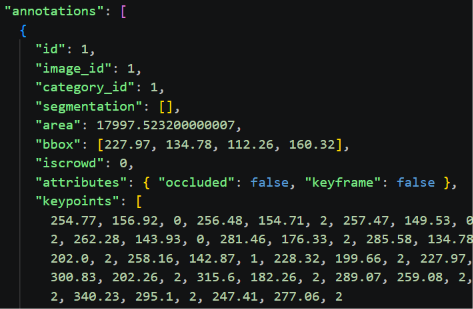 "annotations": [
{
"id": 1,
"image_id": 1,
"category_id": 1,
"segmentation": [],
"area": 17997.523200000007,
"bbox": [227.97, 134.78, 112.26, 160.32],
"iscrowd": 0,
"attributes": { "occluded": false, "keyframe": false },
"keypoints": [
254.77, 156.92, 0, 256.48, 154.71, 2, 257.47, 149.53, 0
2, 262.28, 143.93, 0, 281.46, 176.33, 2, 285.58, 134.78
202.0, 2, 258.16, 142.87, 1, 228.32, 199.66, 2, 227.97,
300.83, 202.26, 2, 315.6, 182.26, 2, 289.07, 259.08, 2,
2, 340.23, 295.1, 2, 247.41, 277.06, 2